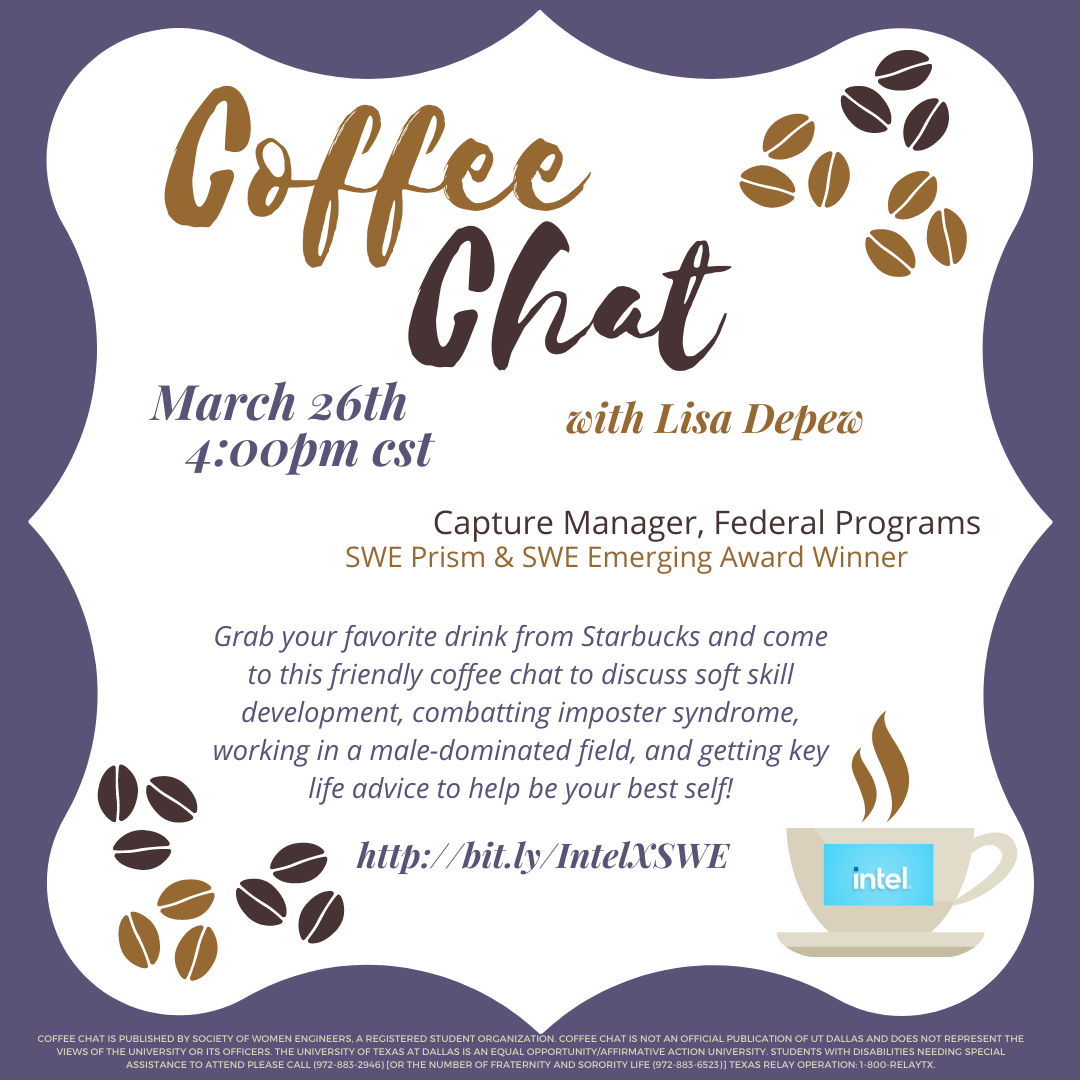 Coffee
Chat
March 26th
4:00pm cst
with Lisa Depew
Capture Manager, Federal Programs
SWE Prism & SWE Emerging Award Winner
Grab your favorite drink from Starbucks and come
to this friendly coffee chat to discuss soft skill
development, combatting imposter syndrome,
working in a male-dominated field, and getting key
life advice to help be your best self!
http://bit.ly/IntelXSWE
intel.
COFFEE CHAT IS PUBLISHED BY SOCIETY OF WOMEN ENGINEERS, A REGISTERED STUDENT ORGANIZATION. COFFEE CHAT IS NOT AN OFFICIAL PUBLICATION OF UT DALLAS AND DOES NOT REPRESENT THE
VIEWS OF THE UNIVERSITY OR ITS OFFICERS. THE UNIVERSITY OF TEXAS AT DALLAS IS AN EQUAL OPPORTUNITY/AFFIRMATIVE ACTION UNIVERSITY. STUDENTS WITH DISABILITIES NEEDING SPECIAL
ASSISTANCE TO ATTEND PLEASE CALL (972-883-2946) [OR THE NUMBER OF FRATERNITY AND SORORITY LIFE (972-883-6523)] TEXAS RELAY OPERATION: 1-800-RELAYTX.